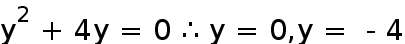 y² + 4y = 0 ∴ y = 0,y = - 4